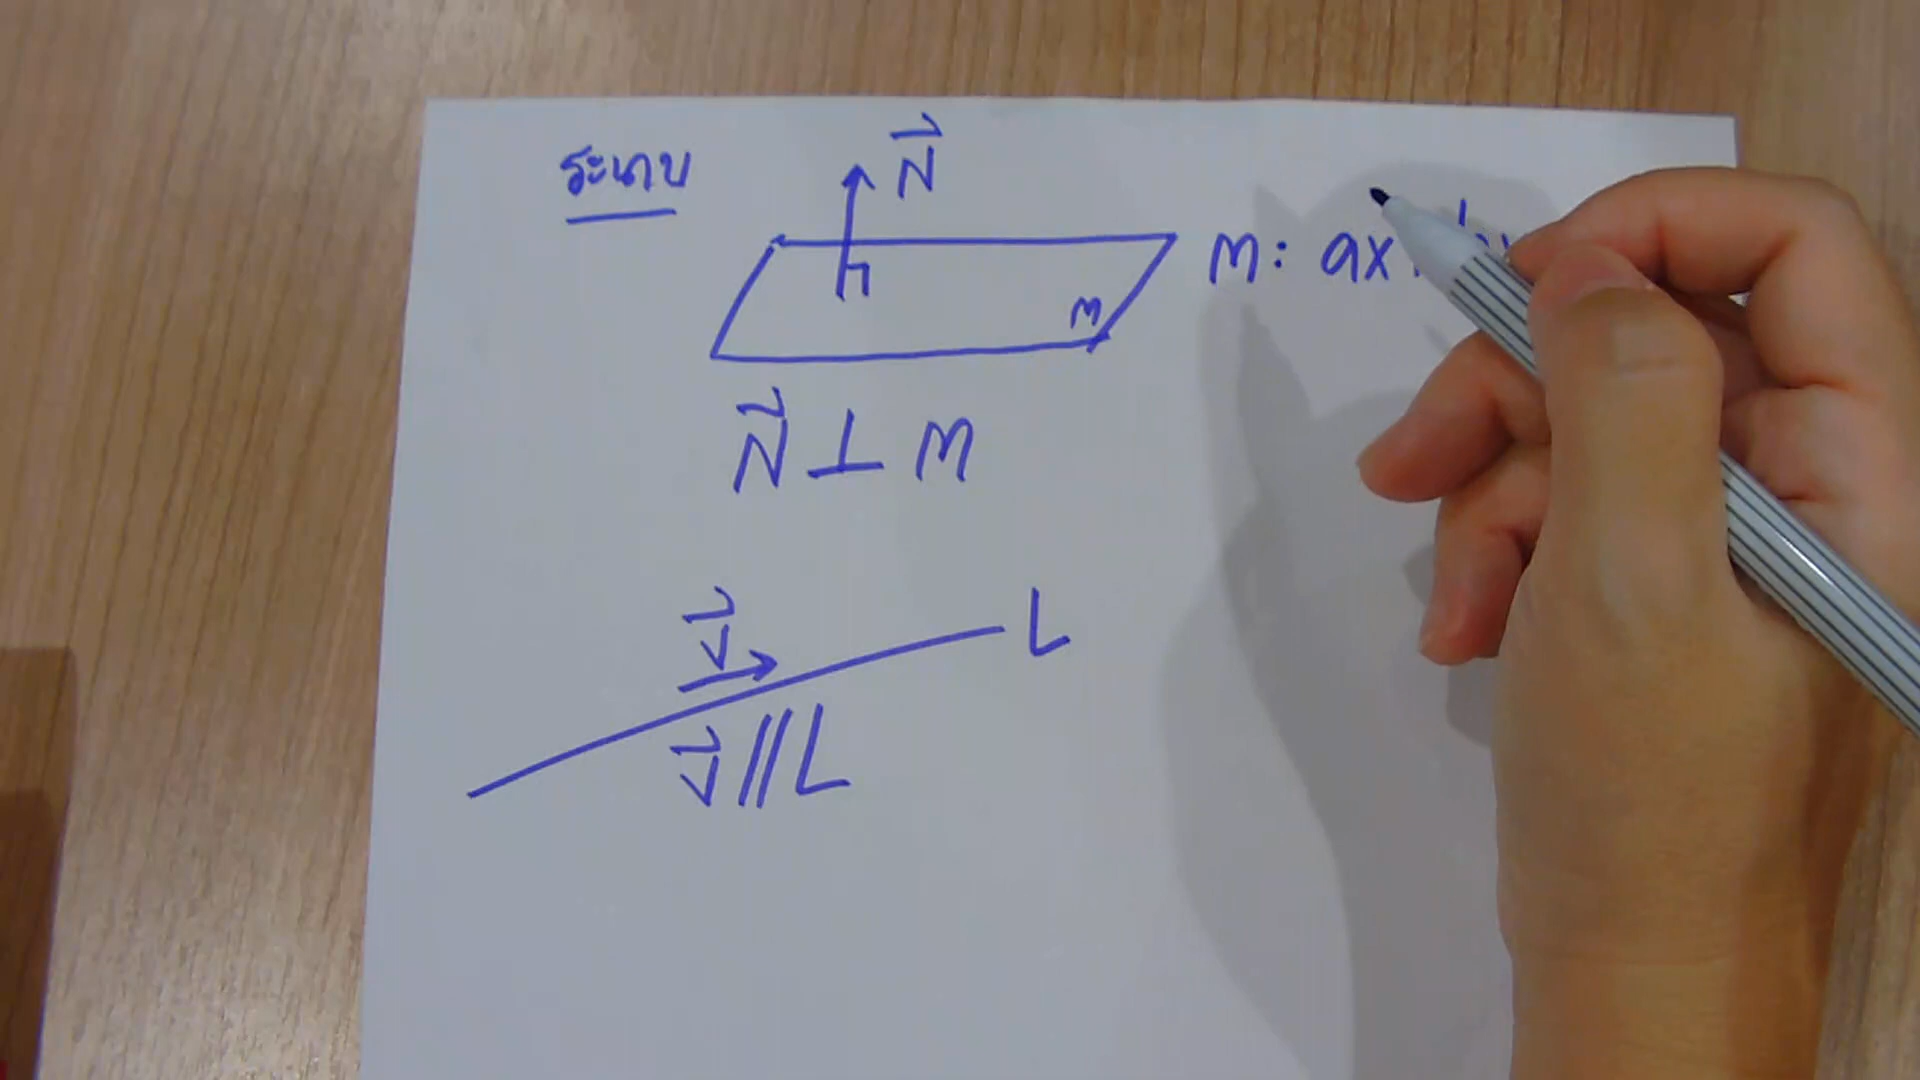 ระนาบ
N⃗
M: ax
M
N⃗ ⊥ M
v⃗
L
v⃗ // L